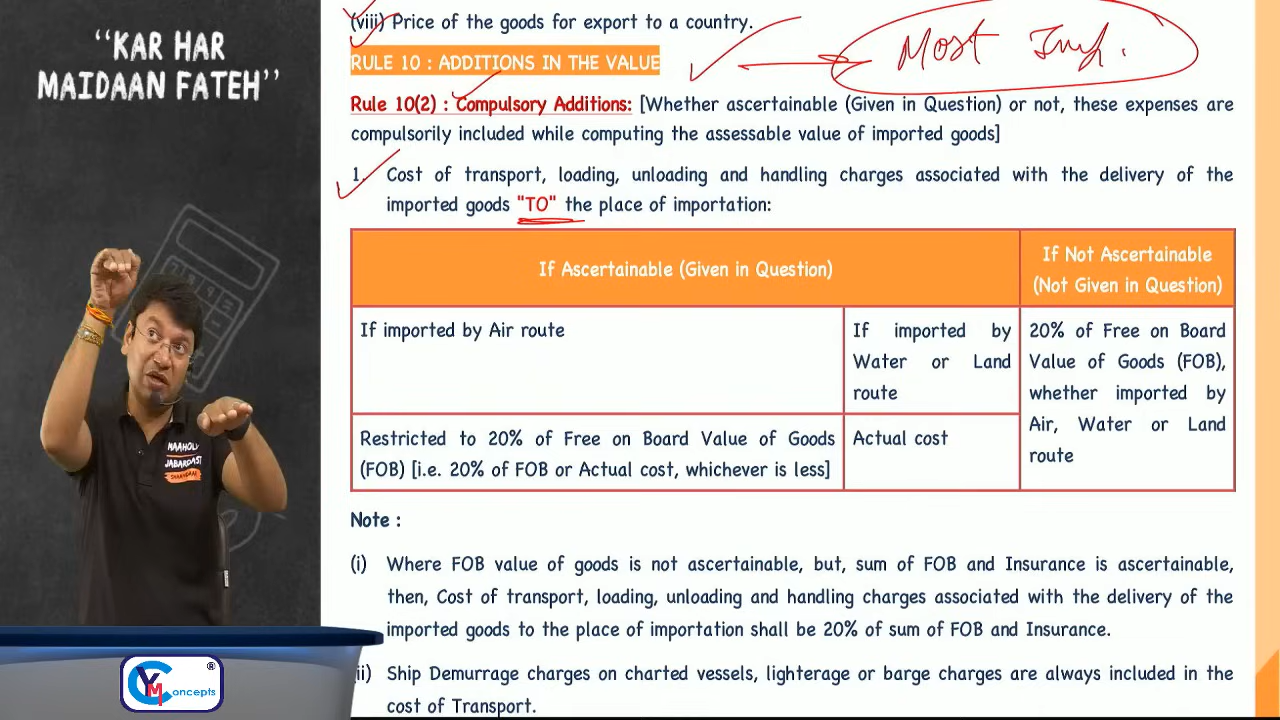 "KAR HAR
MAIDAAN FATEH"
(viii) Price of the goods for export to a country.
Most Imp.
RULE 10 : ADDITIONS IN THE VALUE
Rule 10(2) : Compulsory Additions: [Whether ascertainable (Given in Question) or not, these expenses are
compulsorily included while computing the assessable value of imported goods]
1. Cost of transport, loading, unloading and handling charges associated with the delivery of the
imported goods "TO" the place of importation:
If Ascertainable (Given in Question)
If Not Ascertainable
(Not Given in Question)
If imported by Air route
If imported by
Water or Land
route
20% of Free on Board
Value of Goods (FOB),
whether imported by
Air, Water or Land
route
Restricted to 20% of Free on Board Value of Goods
(FOB) [i.e. 20% of FOB or Actual cost, whichever is less]
Actual cost
Note :
(i) Where FOB value of goods is not ascertainable, but, sum of FOB and Insurance is ascertainable,
then, Cost of transport, loading, unloading and handling charges associated with the delivery of the
imported goods to the place of importation shall be 20% of sum of FOB and Insurance.
ii) Ship Demurrage charges on charted vessels, lighterage or barge charges are always included in the
cost of Transport.
NAAHOLY
JABARDAST
SHANDAAR
YM Concepts ®